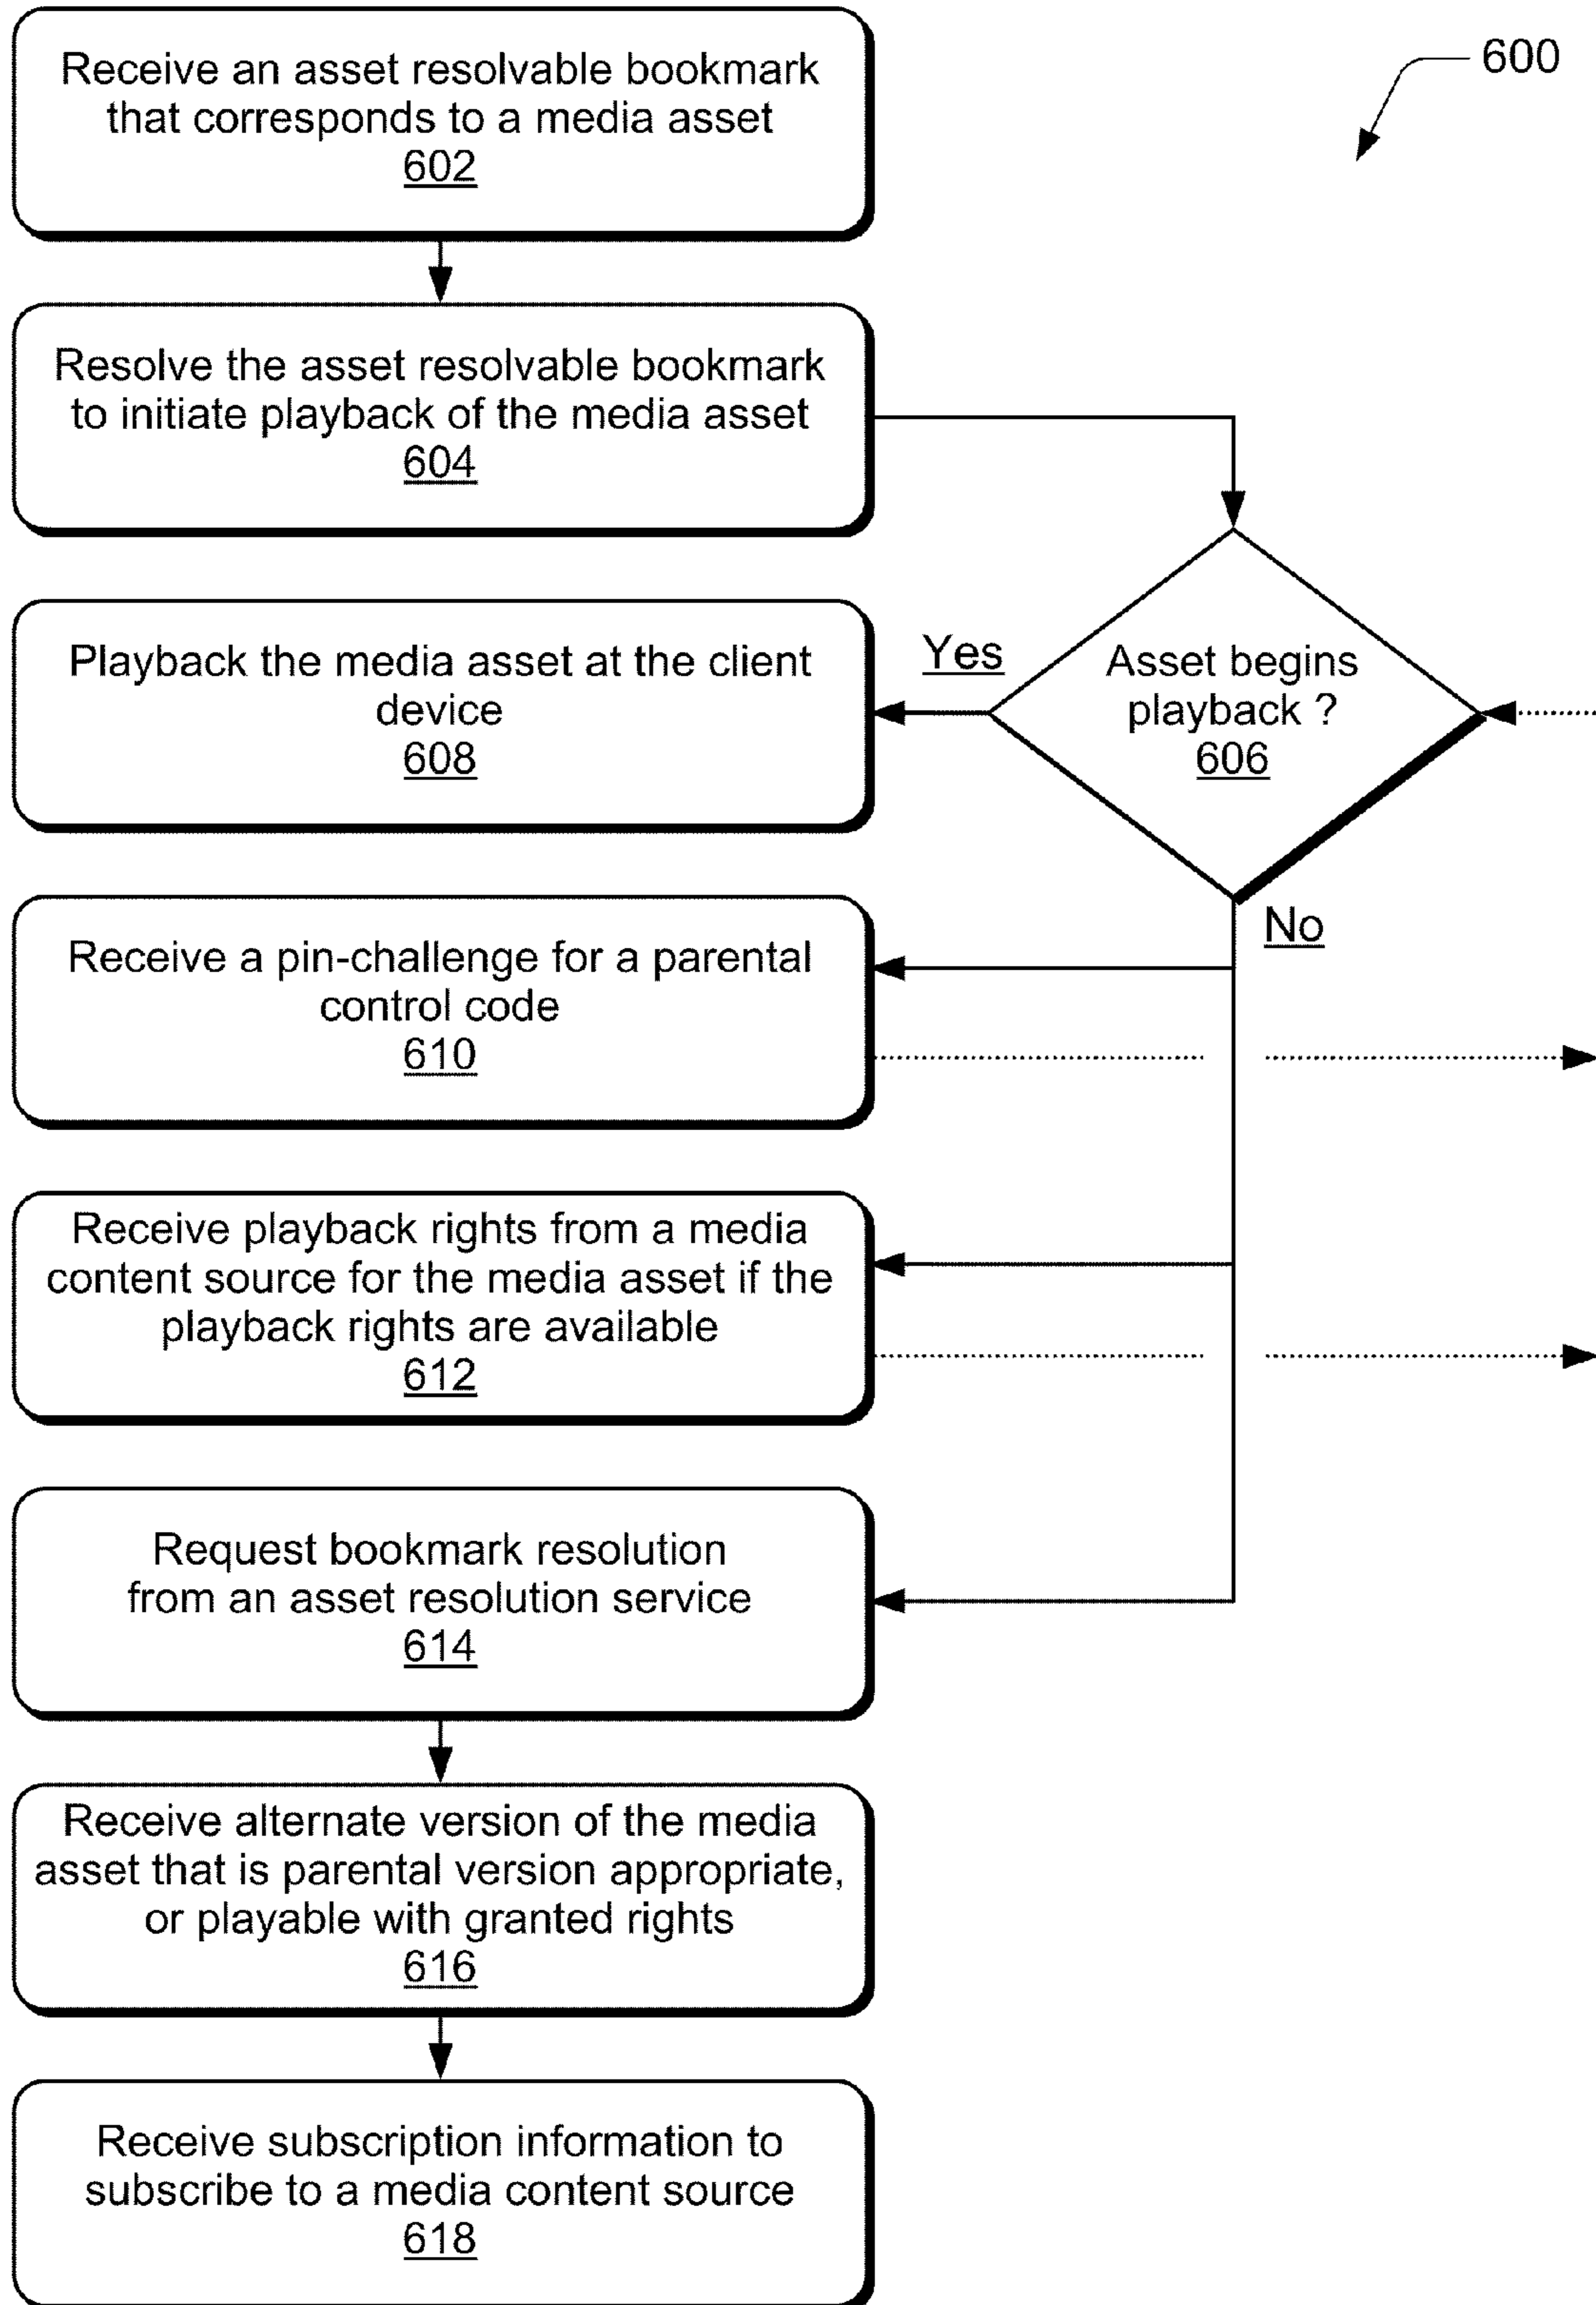 600
Receive an asset resolvable bookmark
that corresponds to a media asset
602
Resolve the asset resolvable bookmark
to initiate playback of the media asset
604
Asset begins
playback ?
606
Yes
No
Playback the media asset at the client
device
608
Receive a pin-challenge for a parental
control code
610
Receive playback rights from a media
content source for the media asset if the
playback rights are available
612
Request bookmark resolution
from an asset resolution service
614
Receive alternate version of the media
asset that is parental version appropriate,
or playable with granted rights
616
Receive subscription information to
subscribe to a media content source
618